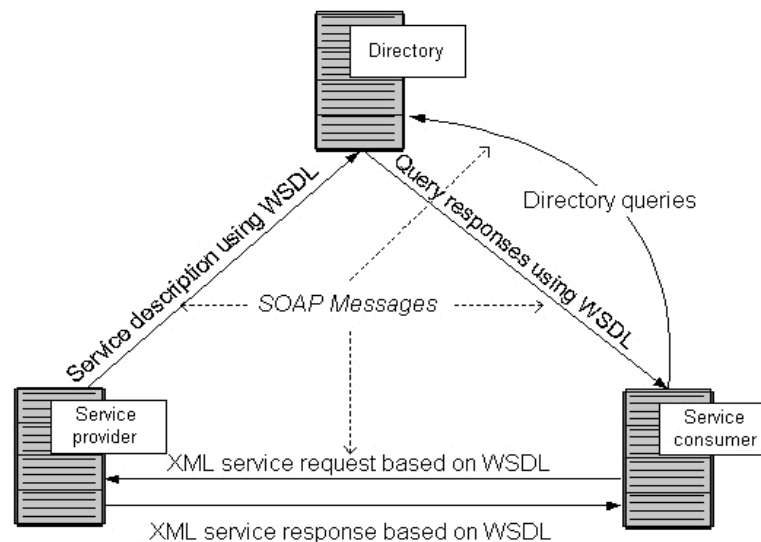 Directory
Service description using WSDL
Query responses using WSDL
Directory queries
SOAP Messages
Service
provider
Service
consumer
XML service request based on WSDL
XML service response based on WSDL